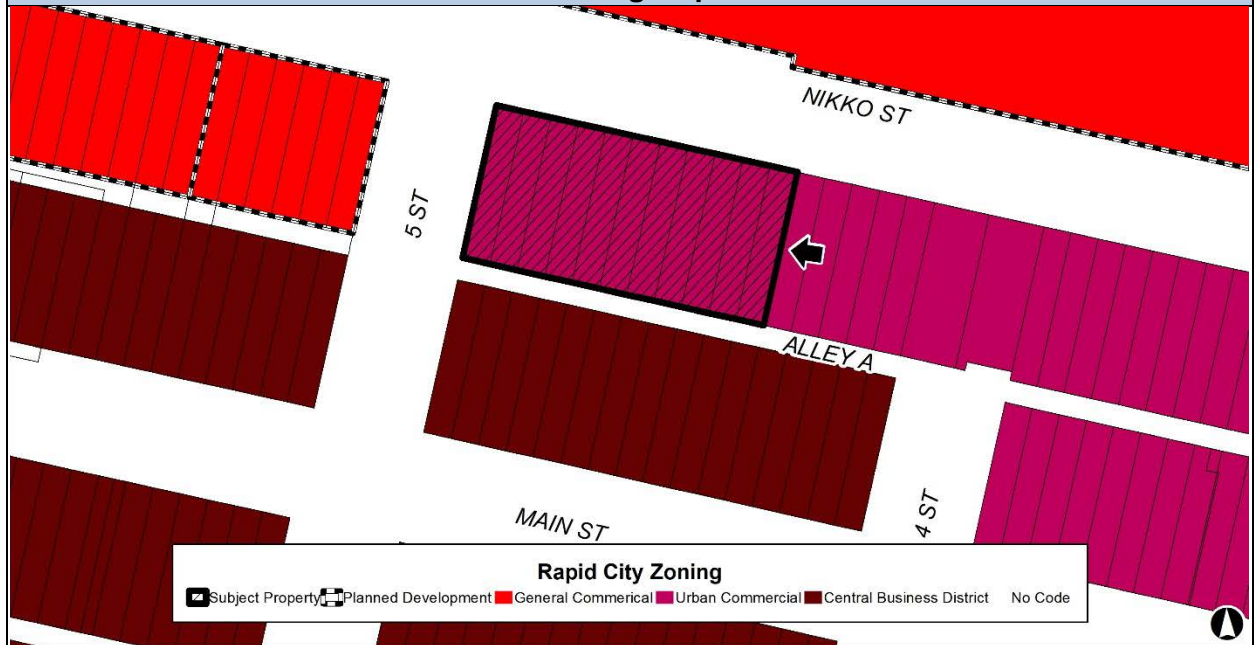 NIKKO ST
5 ST
ALLEY A
4 ST
MAIN ST
Rapid City Zoning
Subject Property Planned Development General Commerical Urban Commercial Central Business District No Code